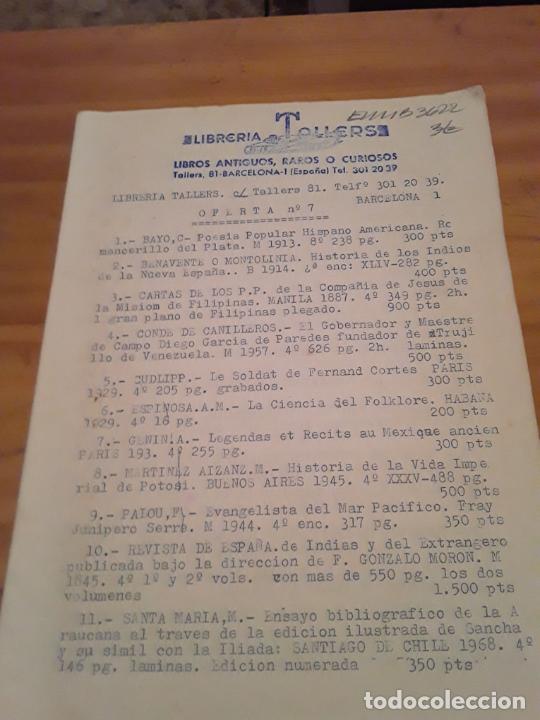 EMMB3622
36
LIBRERIA TALLERS
LIBROS ANTIGUOS, RAROS O CURIOSOS
Tallers, 81-BARCELONA-1 (España) Tel. 301 20 39
LIBRERIA TALLERS. c/ Tallers 81. Telfº 301 20 39.
BARCELONA 1
OFERTA nº 7
====================
1.- BAYO,C- Poesia Popular Hispano Americana. Ro
mancerillo del Plata. M 1913. 8º 238 pg. 300 pts
2.- BENAVENTE O MONTOLINIA. Historia de los Indios
de la Nueva España.. B 1914. 4º enc: XLIV-282 pg.
400 pts
3.- CARTAS DE LOS P.P. de la Compañia de Jesus de
la Misiom de Filipinas. MANILA 1887. 4º 349 pg. 2h.
1 gran plano de Filipinas plegado. 900 pts
4.- CONDE DE CANILLEROS.- El Gobernador y Maestre
de Campo Diego Garcia de Paredes fundador de Truji
llo de Venezuela. M 1957. 4º 626 pg. 2h. laminas.
500 pts
5.- CUDLIPP.- Le Soldat de Fernand Cortes PARIS
1929. 4º 205 pg. grabados. 300 pts
6.- ESPINOSA.A.M.- La Ciencia del Folklore. HABANA
1929. 4º 16 pg. 200 pts
7.- GENINIA.- Legendas et Recits au Mexique ancien
PARIS 193. 4º 255 pg. 300 pts
8.- MARTINAZ AIZANZ.M.- Historia de la Vida Impe
rial de Potosi. BUENOS AIRES 1945. 4º XXXV-488 pg.
500 pts
9.- PAIOU,F.- Evangelista del Mar Pacifico. Fray
Junipero Serra. M 1944. 4º enc. 317 pg. 350 pts
10.- REVISTA DE ESPAÑA.de Indias y del Extrangero
publicada bajo la direccion de F. GONZALO MORON. M
1845. 4º 1º y 2º vols. con mas de 550 pg. los dos
volumenes 1.500 pts
11.- SANTA MARIA,M.- Ensayo bibliografico de la A
raucana al traves de la edicion ilustrada de Sancha
y su simil con la Iliada: SANTIAGO DE CHILE 1968. 4º
146 pg. laminas. Edicion numerada 350 pts
todocoleccion.net